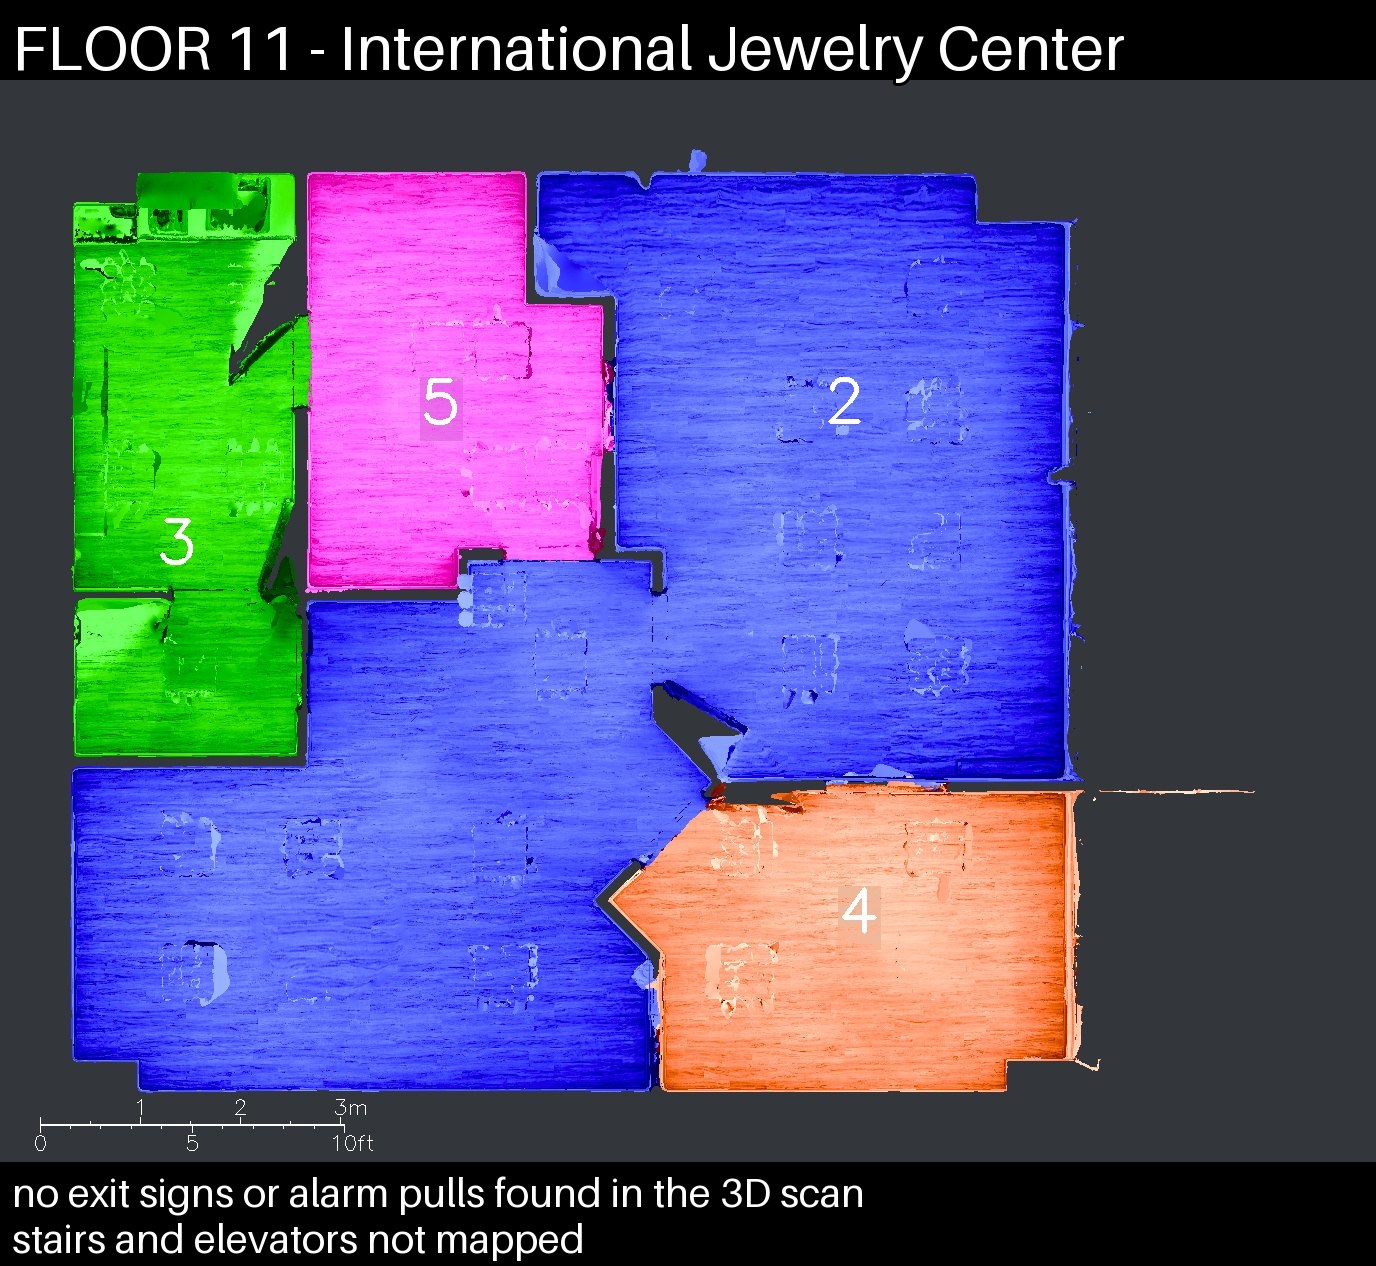 FLOOR 11 - International Jewelry Center
5
2
3
4
1 2 3m
0 5 10ft
no exit signs or alarm pulls found in the 3D scan
stairs and elevators not mapped